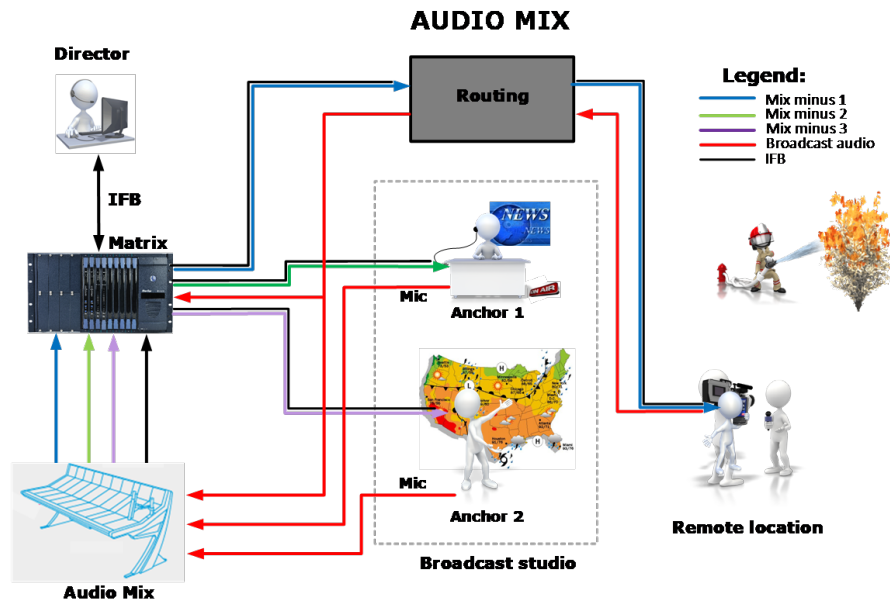 AUDIO MIX
Director
Routing
Legend:
Mix minus 1
Mix minus 2
Mix minus 3
Broadcast audio
IFB
IFB
Matrix
NEWS
NEWS
Mic
ON AIR
Anchor 1
H
L
H
Mic
Anchor 2
Remote location
Broadcast studio
Audio Mix